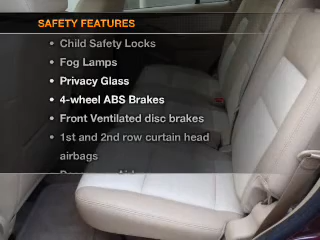 SAFETY FEATURES
• Child Safety Locks
• Fog Lamps
• Privacy Glass
• 4-wheel ABS Brakes
• Front Ventilated disc brakes
• 1st and 2nd row curtain head
airbags